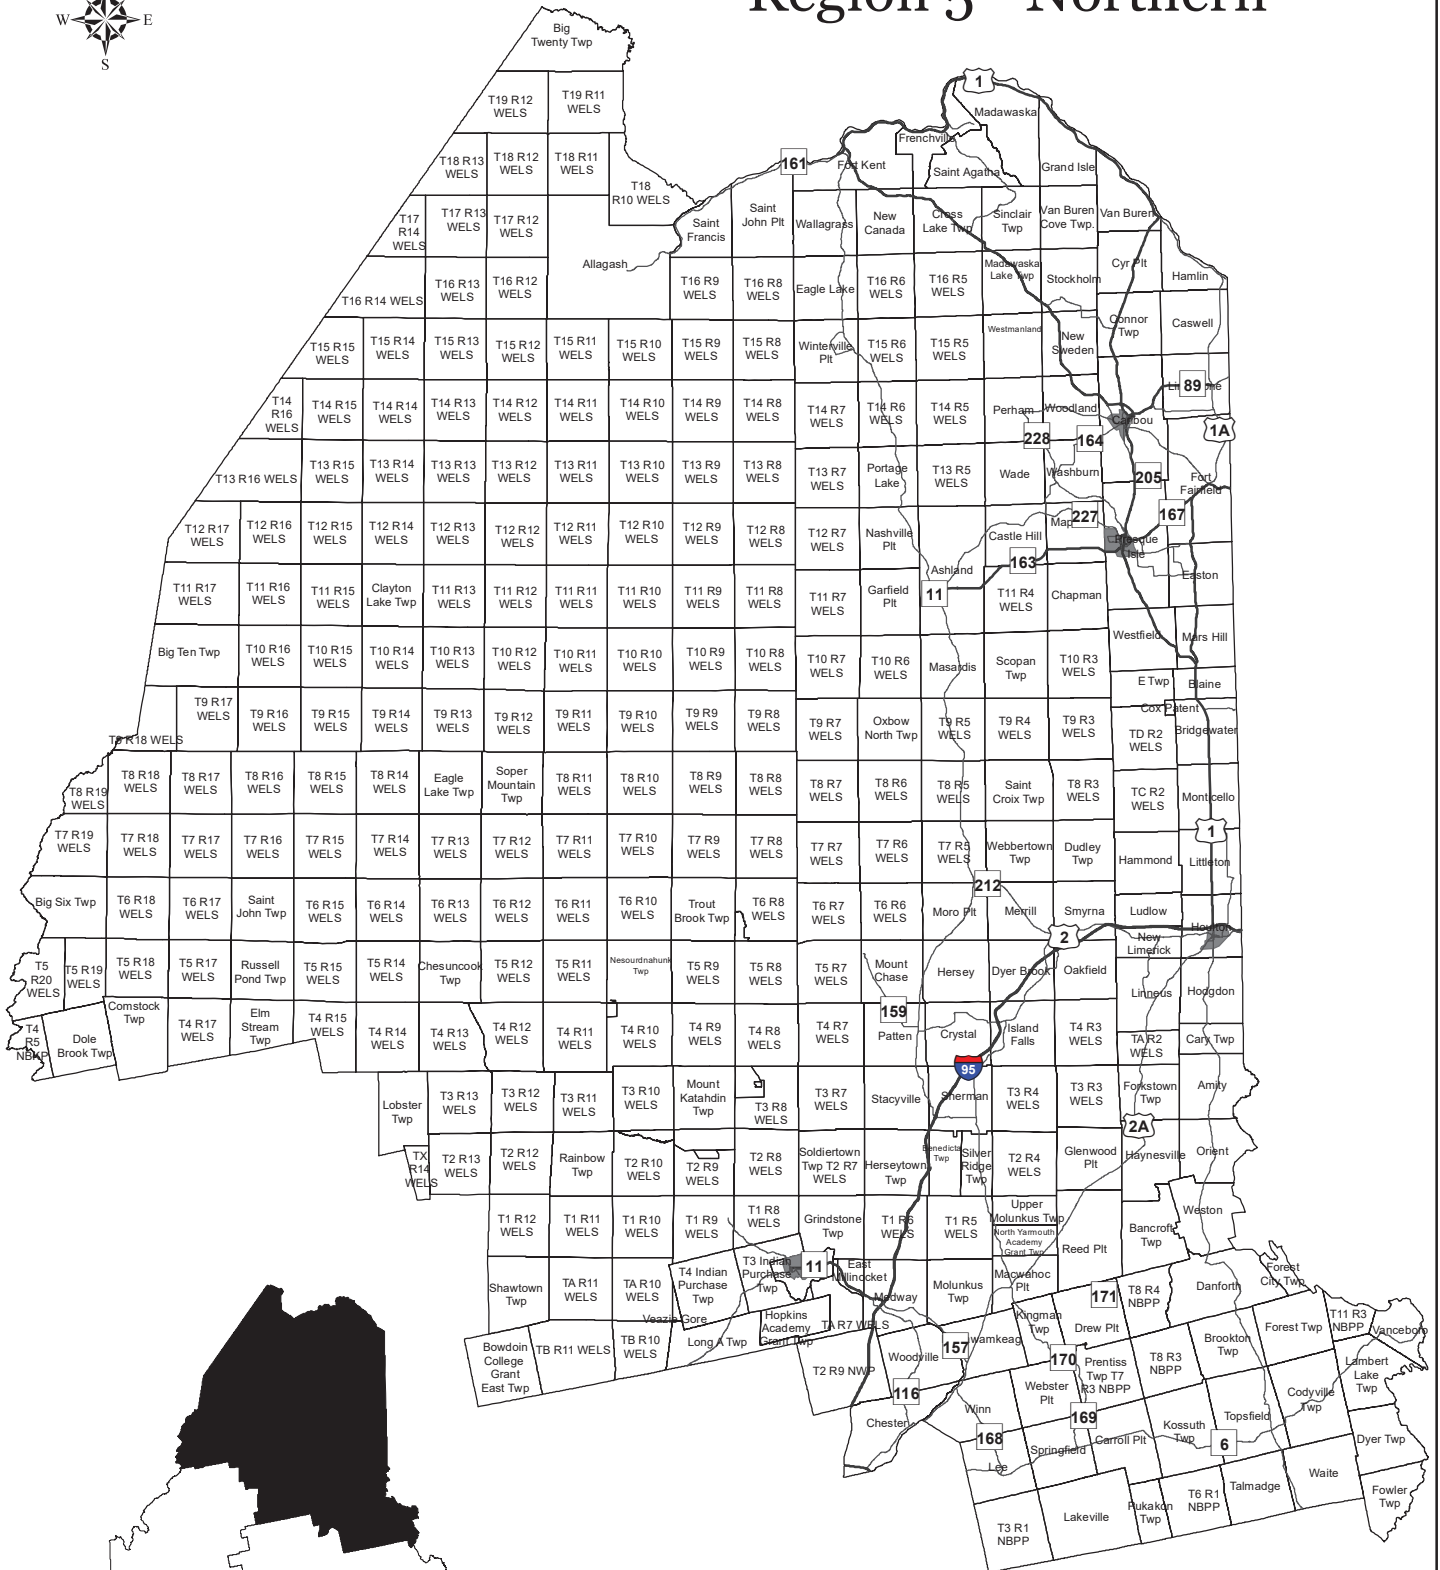 Region 5 - Northern
W E
S
Big
Twenty Twp
T19 R12
WELS
T19 R11
WELS
1
Madawaska
Frenchville
T18 R13
WELS
T18 R12
WELS
T18 R11
WELS
161
Fort Kent
Saint Agatha
Grand Isle
T18
R10 WELS
T17
R14
WELS
T17 R13
WELS
T17 R12
WELS
Saint
Francis
Saint
John Plt
Wallagrass
New
Canada
Cross
Lake Twp
Sinclair
Twp
Van Buren
Cove Twp.
Van Buren
Allagash
T16 R14 WELS
T16 R13
WELS
T16 R12
WELS
T16 R9
WELS
T16 R8
WELS
Eagle Lake
T16 R6
WELS
T16 R5
WELS
Madawaska
Lake Twp
Stockholm
Cyr Plt
Hamlin
T15 R15
WELS
T15 R14
WELS
T15 R13
WELS
T15 R12
WELS
T15 R11
WELS
T15 R10
WELS
T15 R9
WELS
T15 R8
WELS
Winterville
Plt
T15 R6
WELS
T15 R5
WELS
Westmanland
New
Sweden
Connor
Twp
Caswell
T14
R16
WELS
T14 R15
WELS
T14 R14
WELS
T14 R13
WELS
T14 R12
WELS
T14 R11
WELS
T14 R10
WELS
T14 R9
WELS
T14 R8
WELS
T14 R7
WELS
T14 R6
WELS
T14 R5
WELS
Perham
Woodland
Caribou
89
1A
228
164
T13 R16 WELS
T13 R15
WELS
T13 R14
WELS
T13 R13
WELS
T13 R12
WELS
T13 R11
WELS
T13 R10
WELS
T13 R9
WELS
T13 R8
WELS
T13 R7
WELS
Portage
Lake
T13 R5
WELS
Wade
Washburn
205
Fort
Fairfield
T12 R17
WELS
T12 R16
WELS
T12 R15
WELS
T12 R14
WELS
T12 R13
WELS
T12 R12
WELS
T12 R11
WELS
T12 R10
WELS
T12 R9
WELS
T12 R8
WELS
T12 R7
WELS
Nashville
Plt
Castle Hill
227
167
Presque
Isle
T11 R17
WELS
T11 R16
WELS
T11 R15
WELS
Clayton
Lake Twp
T11 R13
WELS
T11 R12
WELS
T11 R11
WELS
T11 R10
WELS
T11 R9
WELS
T11 R8
WELS
T11 R7
WELS
Garfield
Plt
Ashland
11
163
T11 R4
WELS
Chapman
Easton
Big Ten Twp
T10 R16
WELS
T10 R15
WELS
T10 R14
WELS
T10 R13
WELS
T10 R12
WELS
T10 R11
WELS
T10 R10
WELS
T10 R9
WELS
T10 R8
WELS
T10 R7
WELS
T10 R6
WELS
Masardis
Scopan
Twp
T10 R3
WELS
Westfield
Mars Hill
E Twp
Blaine
T9 R18 WELS
T9 R17
WELS
T9 R16
WELS
T9 R15
WELS
T9 R14
WELS
T9 R13
WELS
T9 R12
WELS
T9 R11
WELS
T9 R10
WELS
T9 R9
WELS
T9 R8
WELS
T9 R7
WELS
Oxbow
North Twp
T9 R5
WELS
T9 R4
WELS
T9 R3
WELS
Cox Patent
TD R2
WELS
Bridgewater
T8 R19
WELS
T8 R18
WELS
T8 R17
WELS
T8 R16
WELS
T8 R15
WELS
T8 R14
WELS
Eagle
Lake Twp
Soper
Mountain
Twp
T8 R11
WELS
T8 R10
WELS
T8 R9
WELS
T8 R8
WELS
T8 R7
WELS
T8 R6
WELS
T8 R5
WELS
Saint
Croix Twp
T8 R3
WELS
TC R2
WELS
Monticello
T7 R19
WELS
T7 R18
WELS
T7 R17
WELS
T7 R16
WELS
T7 R15
WELS
T7 R14
WELS
T7 R13
WELS
T7 R12
WELS
T7 R11
WELS
T7 R10
WELS
T7 R9
WELS
T7 R8
WELS
T7 R7
WELS
T7 R6
WELS
T7 R5
WELS
Webbertown
Twp
Dudley
Twp
Hammond
1
Littleton
Big Six Twp
T6 R18
WELS
T6 R17
WELS
Saint
John Twp
T6 R15
WELS
T6 R14
WELS
T6 R13
WELS
T6 R12
WELS
T6 R11
WELS
T6 R10
WELS
Trout
Brook Twp
T6 R8
WELS
T6 R7
WELS
T6 R6
WELS
Moro Plt
212
Merrill
Smyrna
Ludlow
Houlton
2
New
Limerick
T5
R20
WELS
T5 R19
WELS
T5 R18
WELS
T5 R17
WELS
Russell
Pond Twp
T5 R15
WELS
T5 R14
WELS
Chesuncook
Twp
T5 R12
WELS
T5 R11
WELS
Nesourdnahunk
Twp
T5 R9
WELS
T5 R8
WELS
T5 R7
WELS
Mount
Chase
Hersey
Dyer Brook
Oakfield
Linneus
Hodgdon
T4
R5
NBKP
Dole
Brook Twp
Comstock
Twp
T4 R17
WELS
Elm
Stream
Twp
T4 R15
WELS
T4 R14
WELS
T4 R13
WELS
T4 R12
WELS
T4 R11
WELS
T4 R10
WELS
T4 R9
WELS
T4 R8
WELS
T4 R7
WELS
159
Patten
Crystal
Island
Falls
T4 R3
WELS
TA R2
WELS
Cary Twp
95
Lobster
Twp
T3 R13
WELS
T3 R12
WELS
T3 R11
WELS
T3 R10
WELS
Mount
Katahdin
Twp
T3 R8
WELS
T3 R7
WELS
Stacyville
Sherman
T3 R4
WELS
T3 R3
WELS
Forkstown
Twp
Amity
2A
TX
R14
WELS
T2 R13
WELS
T2 R12
WELS
Rainbow
Twp
T2 R10
WELS
T2 R9
WELS
T2 R8
WELS
Soldiertown
Twp T2 R7
WELS
Herseytown
Twp
Benedicta
Twp
Silver
Ridge
Twp
T2 R4
WELS
Glenwood
Plt
Haynesville
Orient
T1 R12
WELS
T1 R11
WELS
T1 R10
WELS
T1 R9
WELS
T1 R8
WELS
Grindstone
Twp
T1 R6
WELS
T1 R5
WELS
Upper
Molunkus Twp
North Yarmouth
Academy
Grant Twp
Reed Plt
Bancroft
Twp
Weston
Shawtown
Twp
TA R11
WELS
TA R10
WELS
T4 Indian
Purchase
Twp
T3 Indian
Purchase
Twp
11
East
Millinocket
Medway
Molunkus
Twp
Macwahoc
Plt
171
T8 R4
NBPP
Danforth
Forest
City Twp
Veazie Gore
Hopkins
Academy
Grant Twp
TA R7 WELS
Kingman
Twp
Drew Plt
Bowdoin
College
Grant
East Twp
TB R11 WELS
TB R10
WELS
Long A Twp
T2 R9 NWP
Woodville
157
170
Prentiss
Twp T7
R3 NBPP
T8 R3
NBPP
Brookton
Twp
Forest Twp
T11 R3
NBPP
Vanceboro
Lambert
Lake
Twp
116
Chester
Winn
Webster
Plt
169
168
Lee
Springfield
Carroll Plt
Kossuth
Twp
6
Topsfield
Codyville
Twp
Dyer Twp
T3 R1
NBPP
Lakeville
Pukakon
Twp
T6 R1
NBPP
Talmadge
Waite
Fowler
Twp